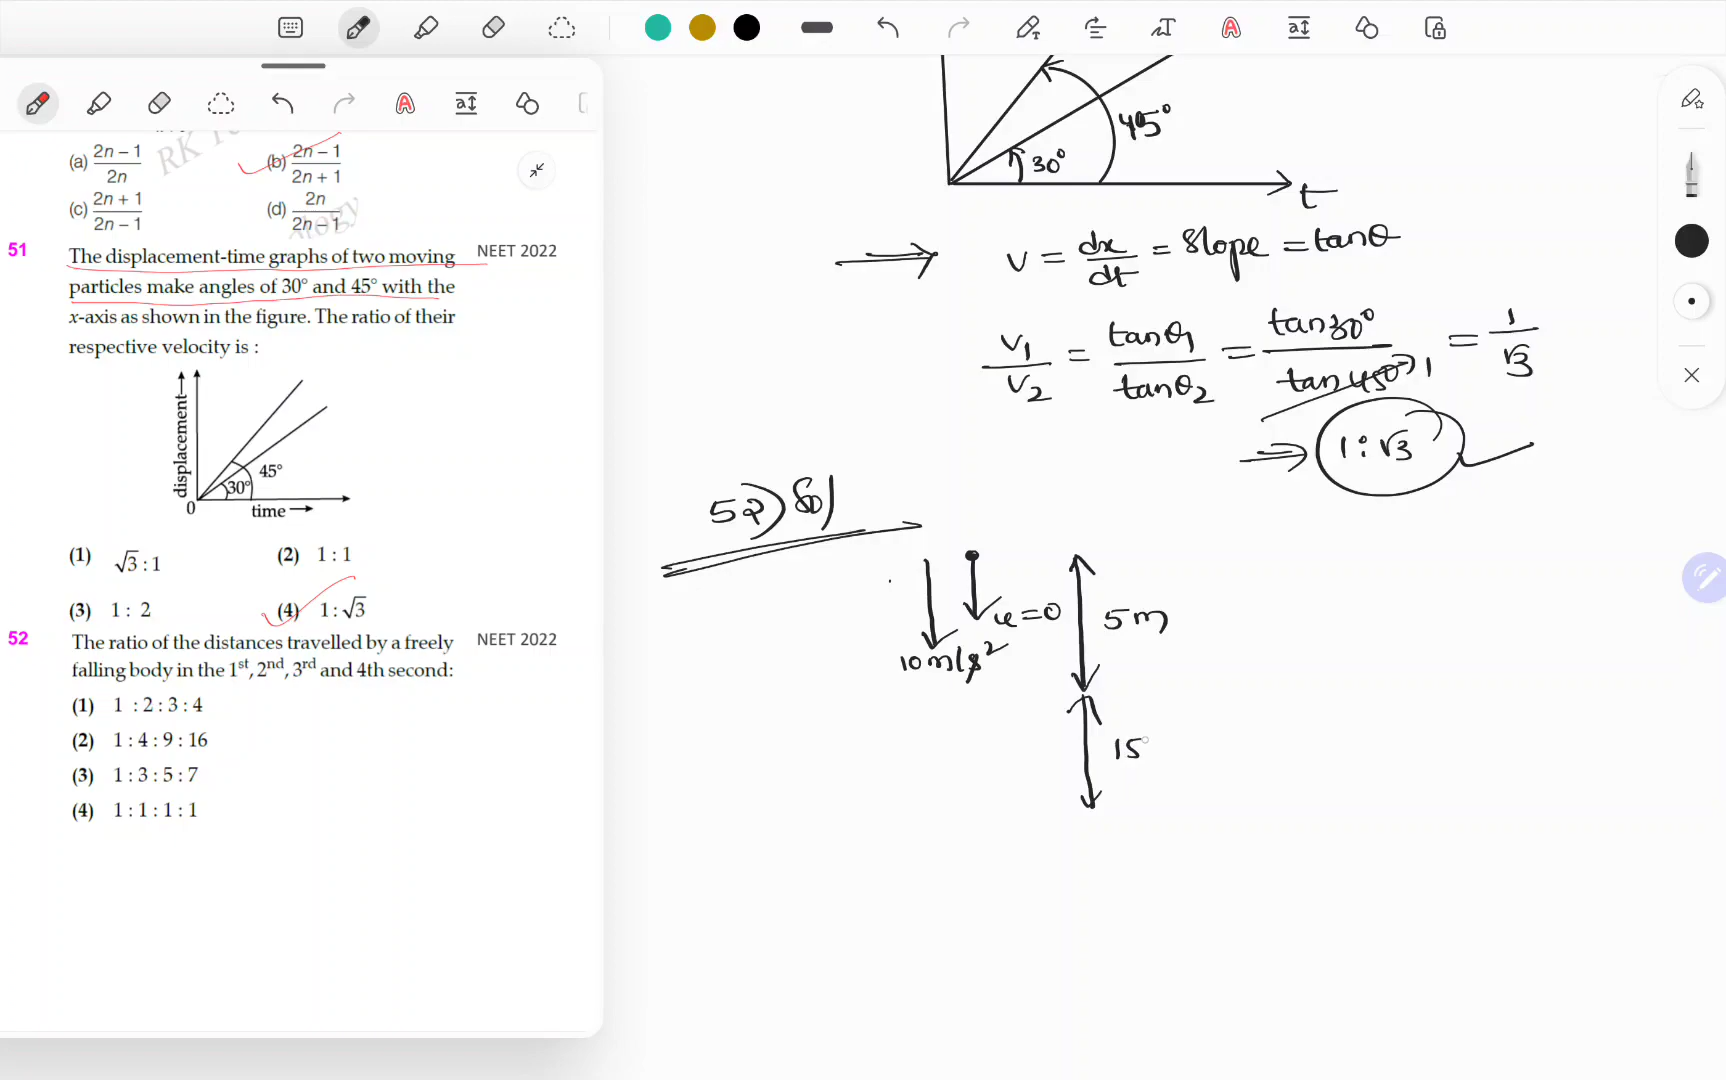 (a) 2n − 1 / 2n
(b) 2n − 1 / 2n + 1
(c) 2n + 1 / 2n − 1
(d) 2n / 2n − 1
51 The displacement-time graphs of two moving NEET 2022
particles make angles of 30° and 45° with the
x-axis as shown in the figure. The ratio of their
respective velocity is :
displacement
45°
30°
0
time
(1) √3 : 1
(2) 1 : 1
(3) 1 : 2
(4) 1 : √3
52 The ratio of the distances travelled by a freely NEET 2022
falling body in the 1st, 2nd, 3rd and 4th second:
(1) 1 : 2 : 3 : 4
(2) 1 : 4 : 9 : 16
(3) 1 : 3 : 5 : 7
(4) 1 : 1 : 1 : 1
45°
30°
t
v = dx/dt = slope = tanθ
v1/v2 = tanθ1/tanθ2 = tan30°/tan45° 1 = 1/√3
⇒ 1 : √3
52)
u=0
5m
10m/s²
15